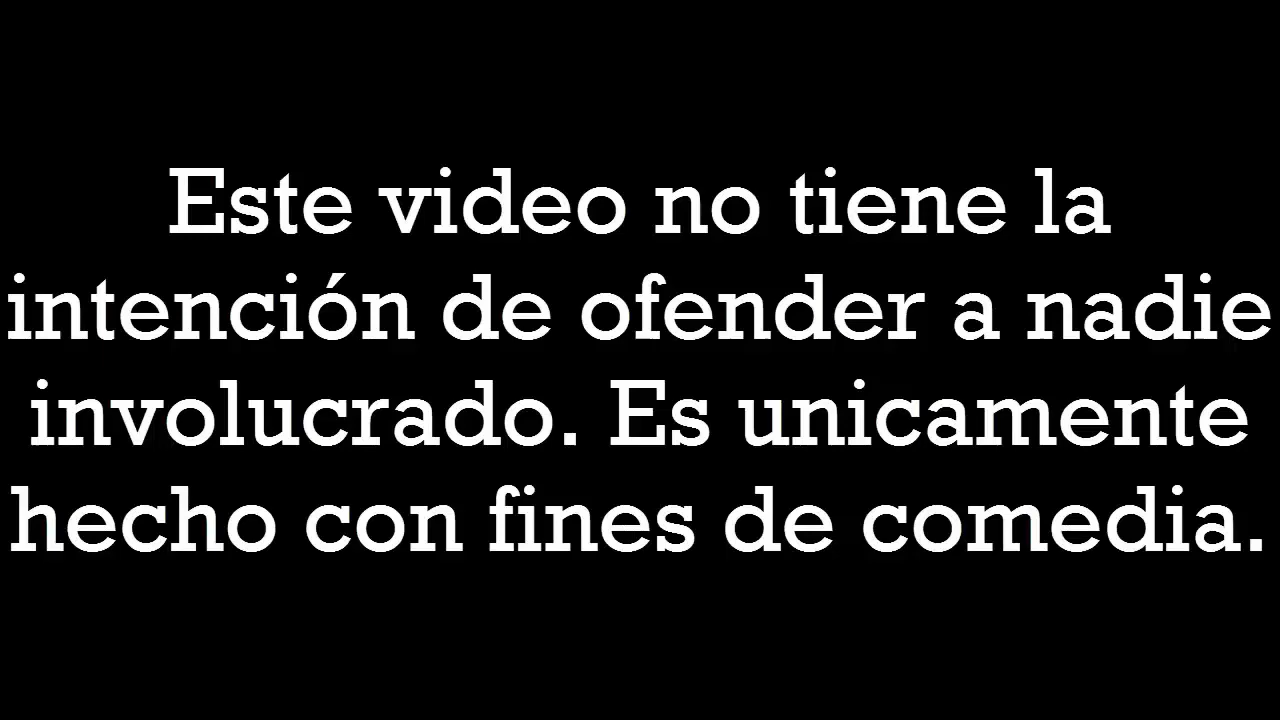 Este video no tiene la
intención de ofender a nadie
involucrado. Es unicamente
hecho con fines de comedia.